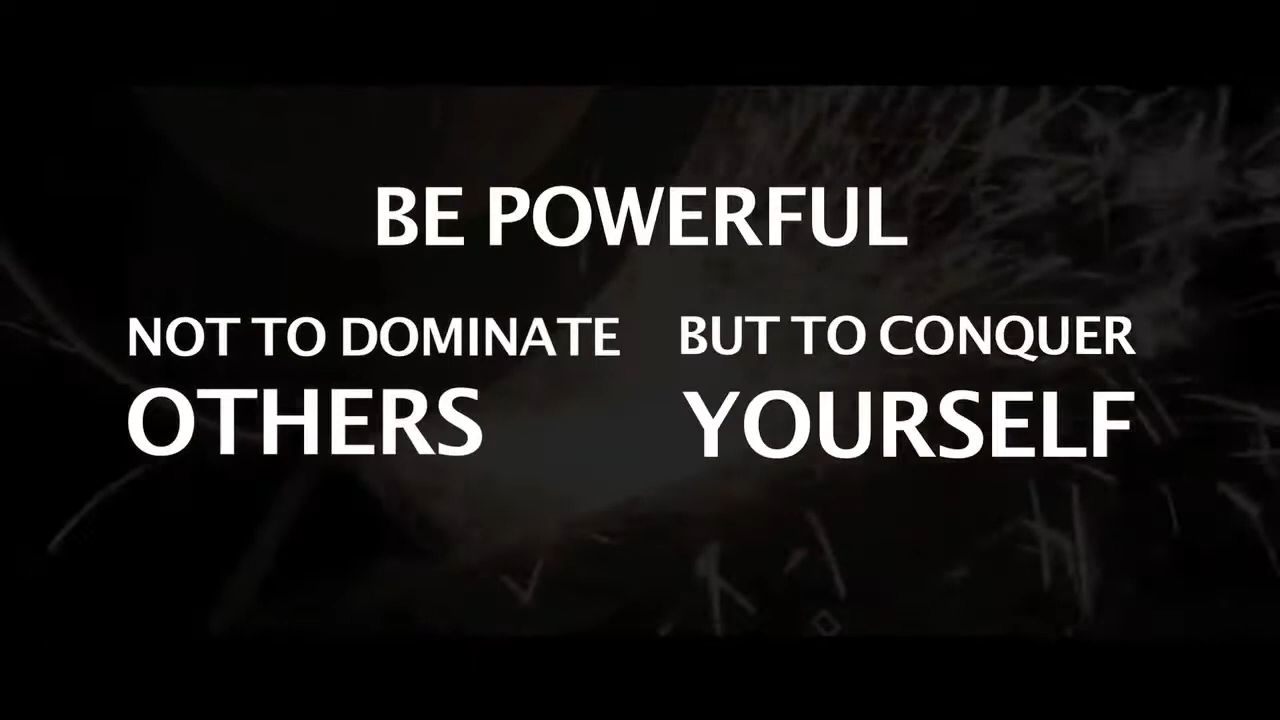 BE POWERFUL
NOT TO DOMINATE
OTHERS
BUT TO CONQUER
YOURSELF